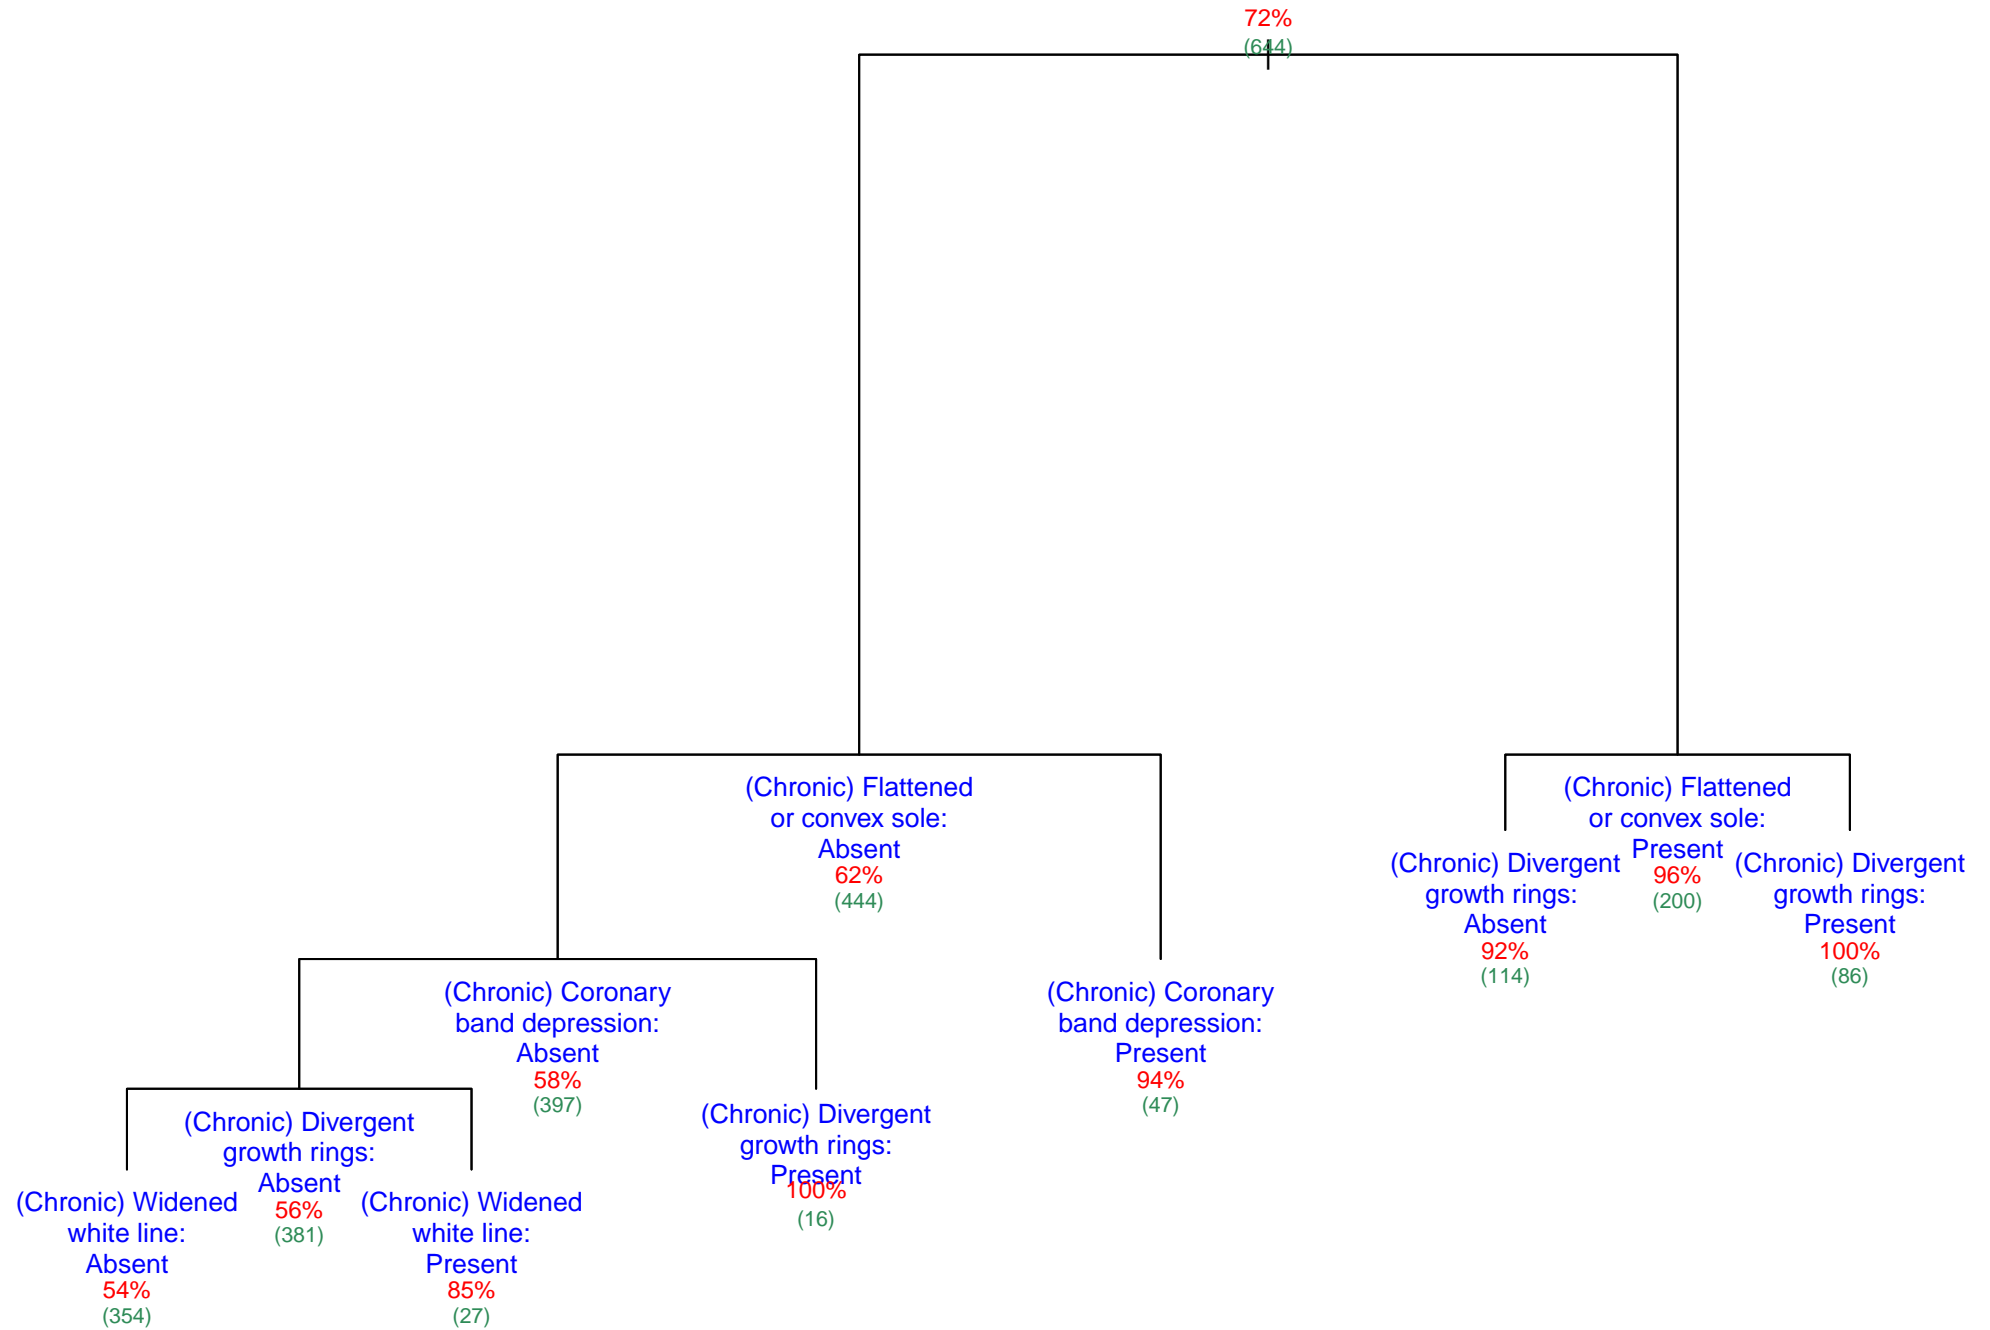 72%
(644)
(Chronic) Flattened
or convex sole:
Absent
62%
(444)
(Chronic) Flattened
or convex sole:
Present
96%
(200)
(Chronic) Divergent
growth rings:
Absent
92%
(114)
(Chronic) Divergent
growth rings:
Present
100%
(86)
(Chronic) Coronary
band depression:
Absent
58%
(397)
(Chronic) Coronary
band depression:
Present
94%
(47)
(Chronic) Divergent
growth rings:
Absent
56%
(381)
(Chronic) Divergent
growth rings:
Present
100%
(16)
(Chronic) Widened
white line:
Absent
54%
(354)
(Chronic) Widened
white line:
Present
85%
(27)